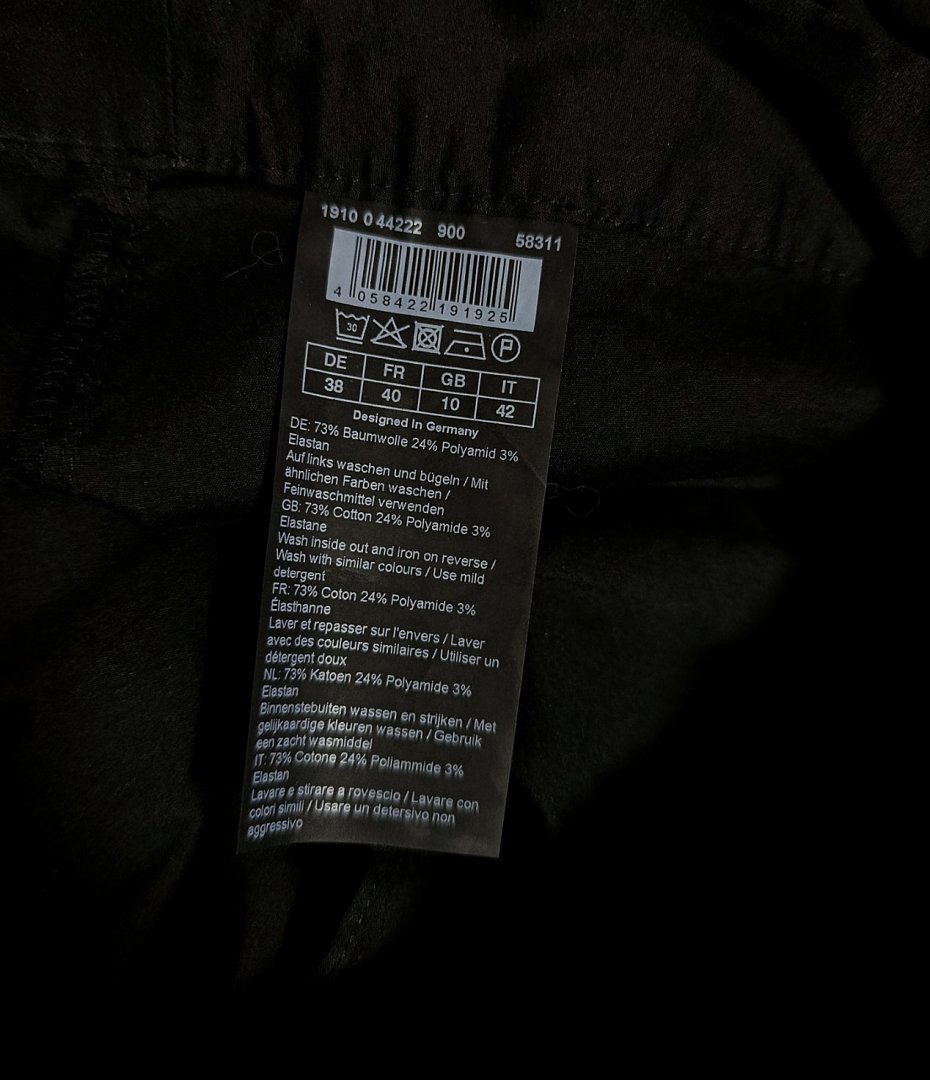 1910 0 44222 900 58311
4 058422 191925
30 P
DE FR GB IT
38 40 10 42
Designed In Germany
DE: 73% Baumwolle 24% Polyamid 3%
Elastan
Auf links waschen und bügeln / Mit
ähnlichen Farben waschen /
Feinwaschmittel verwenden
GB: 73% Cotton 24% Polyamide 3%
Elastane
Wash inside out and iron on reverse /
Wash with similar colours / Use mild
detergent
FR: 73% Coton 24% Polyamide 3%
Élasthanne
Laver et repasser sur l'envers / Laver
avec des couleurs similaires / Utiliser un
détergent doux
NL: 73% Katoen 24% Polyamide 3%
Elastan
Binnenstebuiten wassen en strijken / Met
gelijkaardige kleuren wassen / Gebruik
een zacht wasmiddel
IT: 73% Cotone 24% Poliammide 3%
Elastan
Lavare e stirare a rovescio / Lavare con
colori simili / Usare un detersivo non
aggressivo